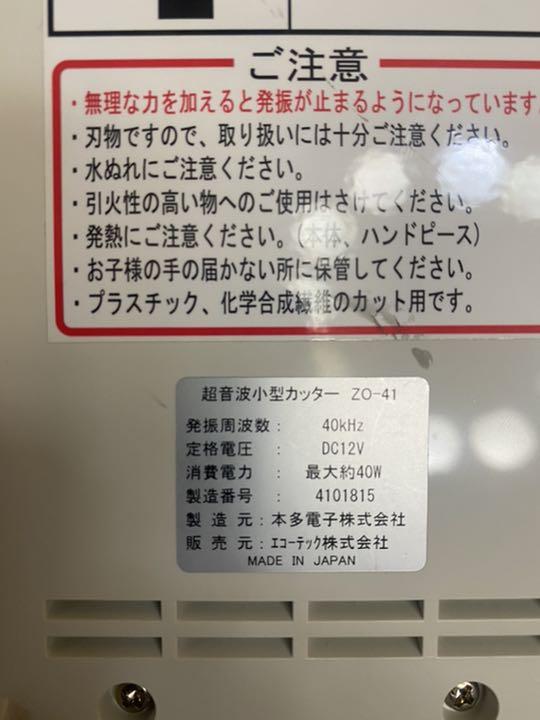 ご注意
・無理な力を加えると発振が止まるようになっています
・刃物ですので、取り扱いには十分ご注意ください。
・水ぬれにご注意ください。
・引火性の高い物へのご使用はさけてください。
・発熱にご注意ください。(本体、ハンドピース)
・お子様の手の届かない所に保管してください。
・プラスチック、化学合成繊維のカット用です。
超音波小型カッター ZO-41
発振周波数: 40kHz
定格電圧: DC12V
消費電力: 最大約40W
製造番号: 4101815
製造元:本多電子株式会社
販売元:エコーテック株式会社
MADE IN JAPAN